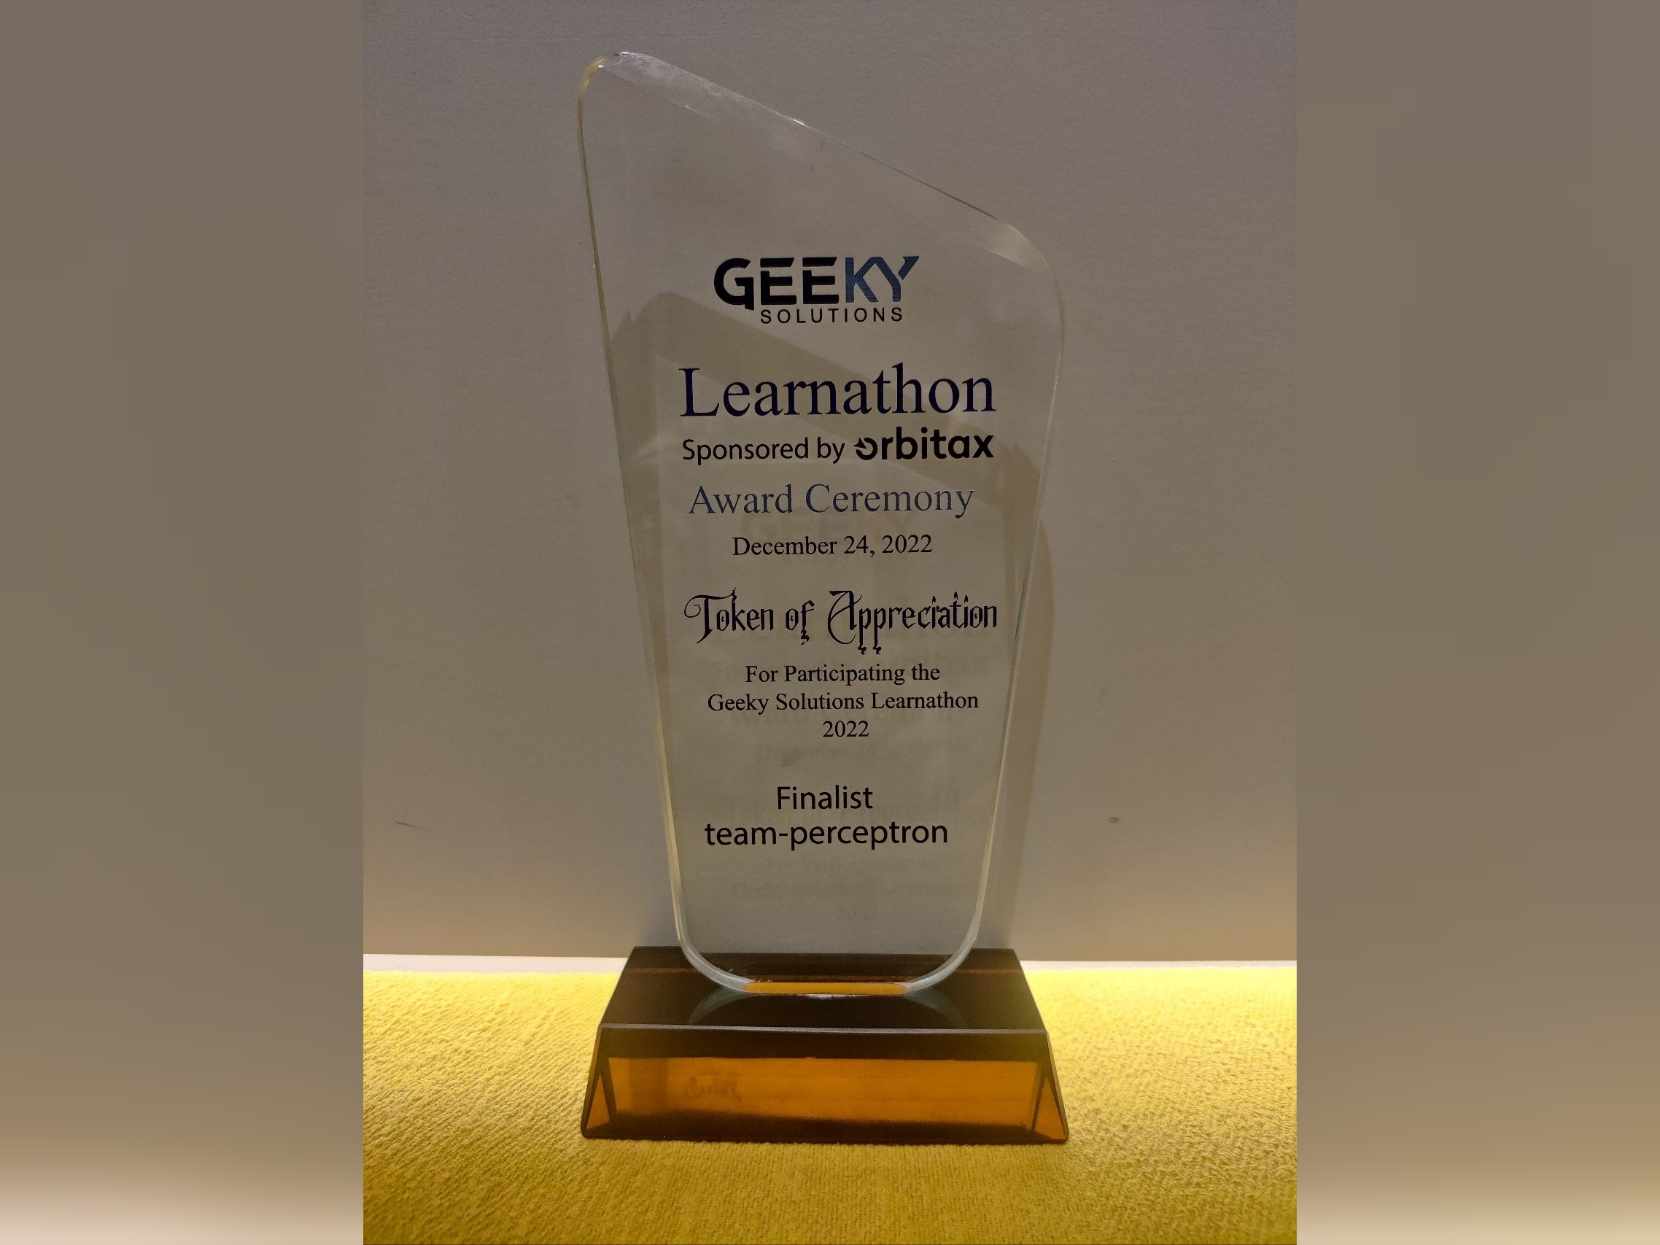 GEEKY
SOLUTIONS
Learnathon
Sponsored by orbitax
Award Ceremony
December 24, 2022
Token of Appreciation
For Participating the
Geeky Solutions Learnathon
2022
Finalist
team-perceptron